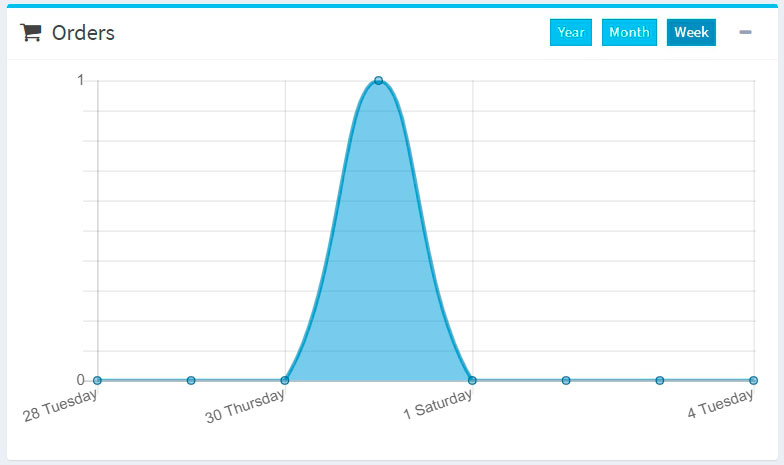 Orders
Year Month Week
1
0
28 Tuesday 30 Thursday 1 Saturday 4 Tuesday